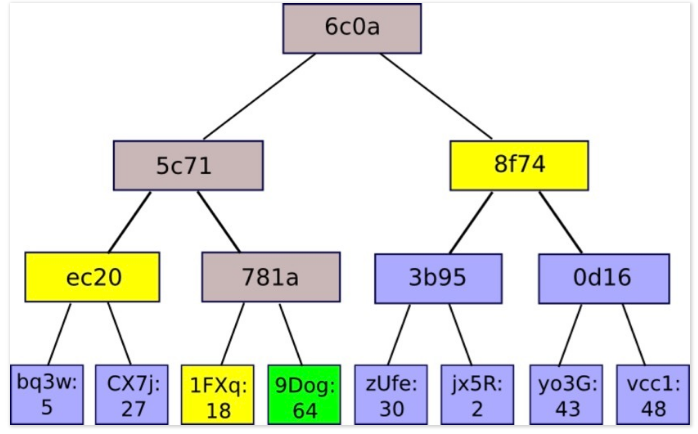 6c0a
5c71
8f74
ec20
781a
3b95
0d16
bq3w:
5
CX7j:
27
1FXq:
18
9Dog:
64
zUfe:
30
jx5R:
2
yo3G:
43
vcc1:
48